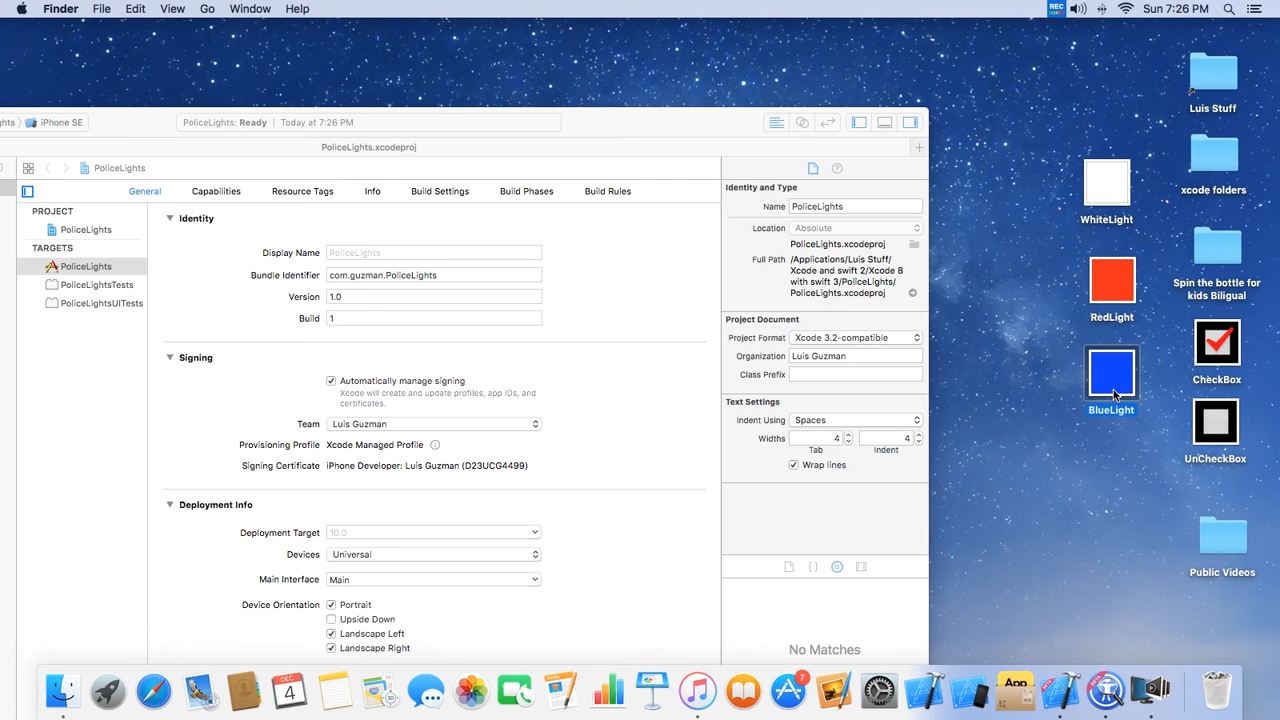 Finder File Edit View Go Window Help
REC Sun 7:26 PM
ghts iPhone SE
PoliceLights: Ready Today at 7:26 PM
PoliceLights.xcodeproj
PoliceLights
General Capabilities Resource Tags Info Build Settings Build Phases Build Rules
PROJECT
PoliceLights
TARGETS
PoliceLights
PoliceLightsTests
PoliceLightsUITests
Identity
Display Name PoliceLights
Bundle Identifier com.guzman.PoliceLights
Version 1.0
Build 1
Signing
Automatically manage signing
Xcode will create and update profiles, app IDs, and
certificates.
Team Luis Guzman
Provisioning Profile Xcode Managed Profile
Signing Certificate iPhone Developer: Luis Guzman (D23UCG4499)
Deployment Info
Deployment Target 10.0
Devices Universal
Main Interface Main
Device Orientation Portrait
Upside Down
Landscape Left
Landscape Right
Identity and Type
Name PoliceLights
Location Absolute
PoliceLights.xcodeproj
Full Path /Applications/Luis Stuff/
Xcode and swift 2/Xcode 8
with swift 3/PoliceLights/
PoliceLights.xcodeproj
Project Document
Project Format Xcode 3.2-compatible
Organization Luis Guzman
Class Prefix
Text Settings
Indent Using Spaces
Widths 4 4
Tab Indent
Wrap lines
No Matches
WhiteLight
RedLight
BlueLight
Luis Stuff
xcode folders
Spin the bottle for
kids Biligual
CheckBox
UnCheckBox
Public Videos
DEC
4
7
App